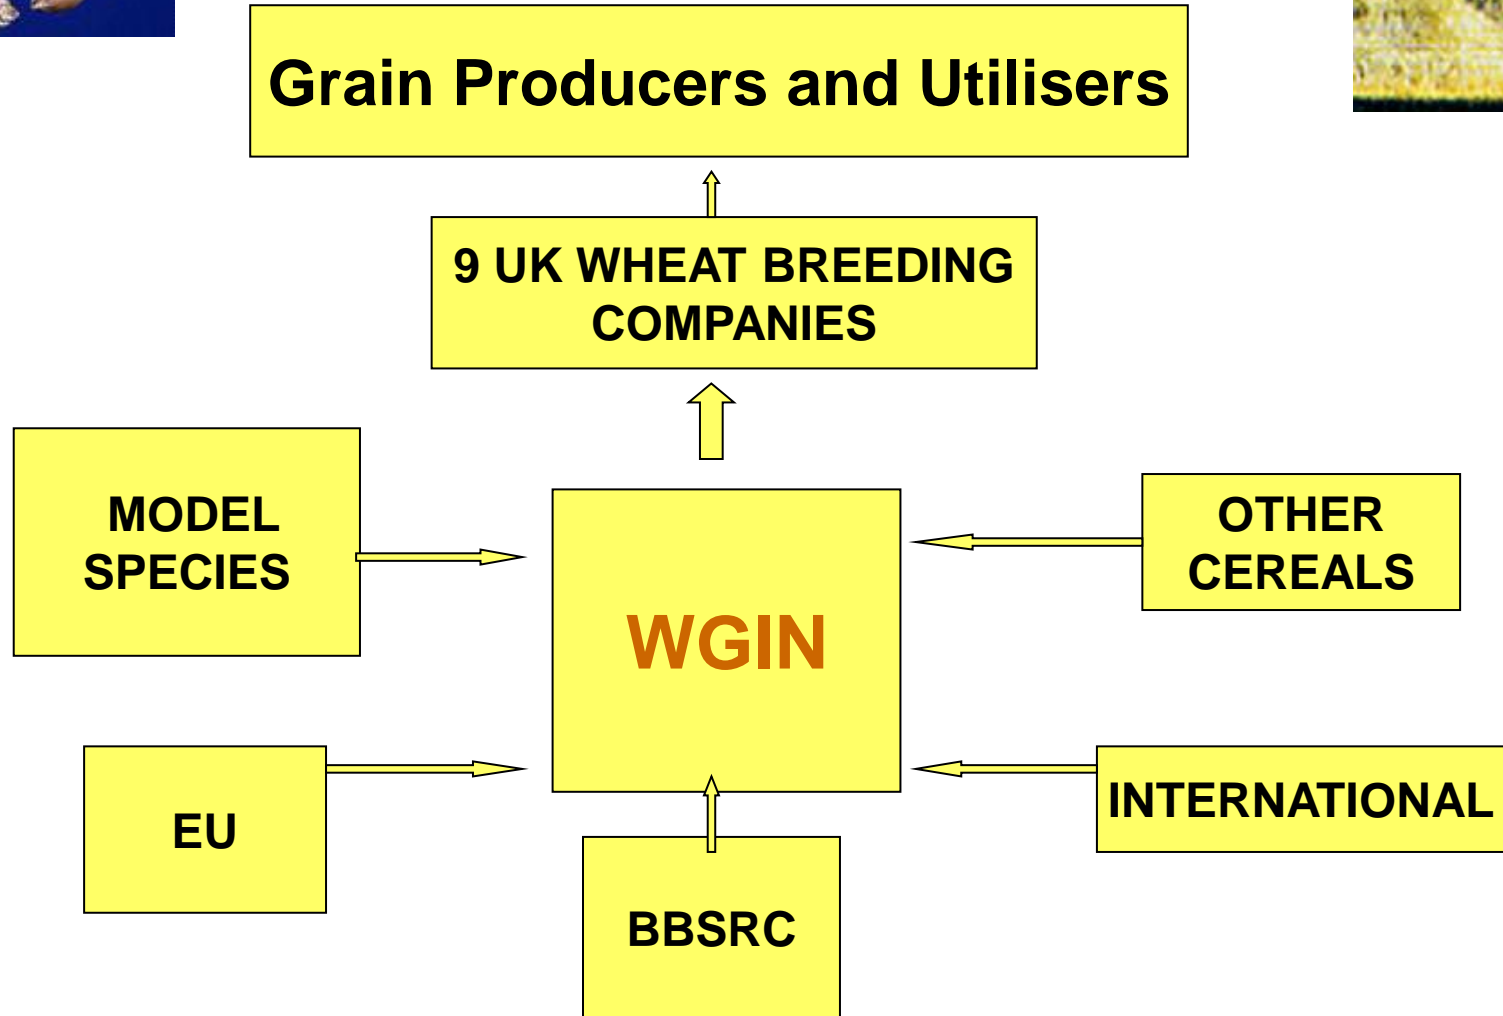 Grain Producers and Utilisers
9 UK WHEAT BREEDING
COMPANIES
MODEL
SPECIES
OTHER
CEREALS
WGIN
EU
INTERNATIONAL
BBSRC